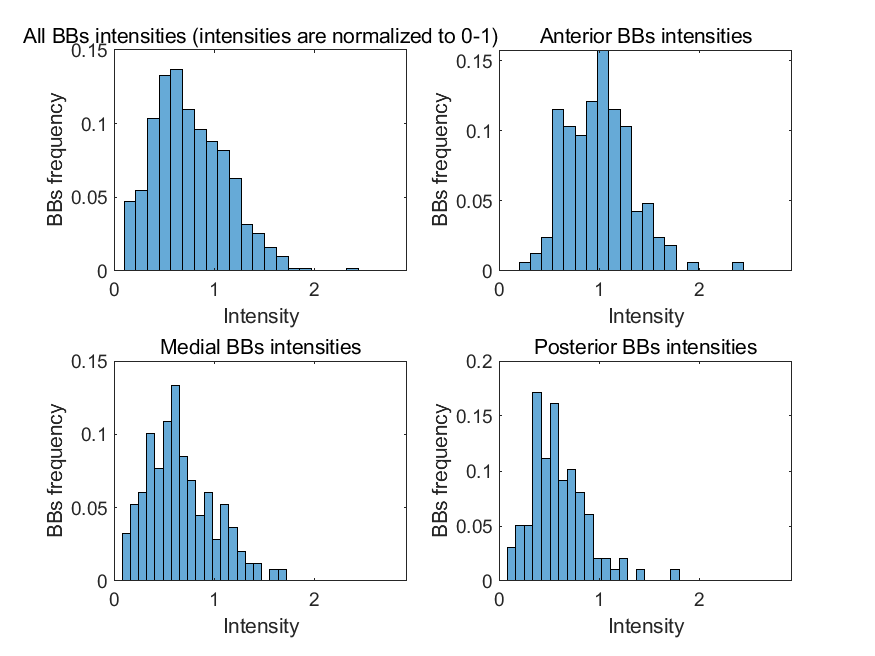 All BBs intensities (intensities are normalized to 0-1)
Anterior BBs intensities
0.15
0.1
0.05
0
BBs frequency
0 1 2
Intensity
0.15
0.1
0.05
0
BBs frequency
0 1 2
Intensity
Medial BBs intensities
Posterior BBs intensities
0.15
0.1
0.05
0
BBs frequency
0 1 2
Intensity
0.2
0.15
0.1
0.05
0
BBs frequency
0 1 2
Intensity